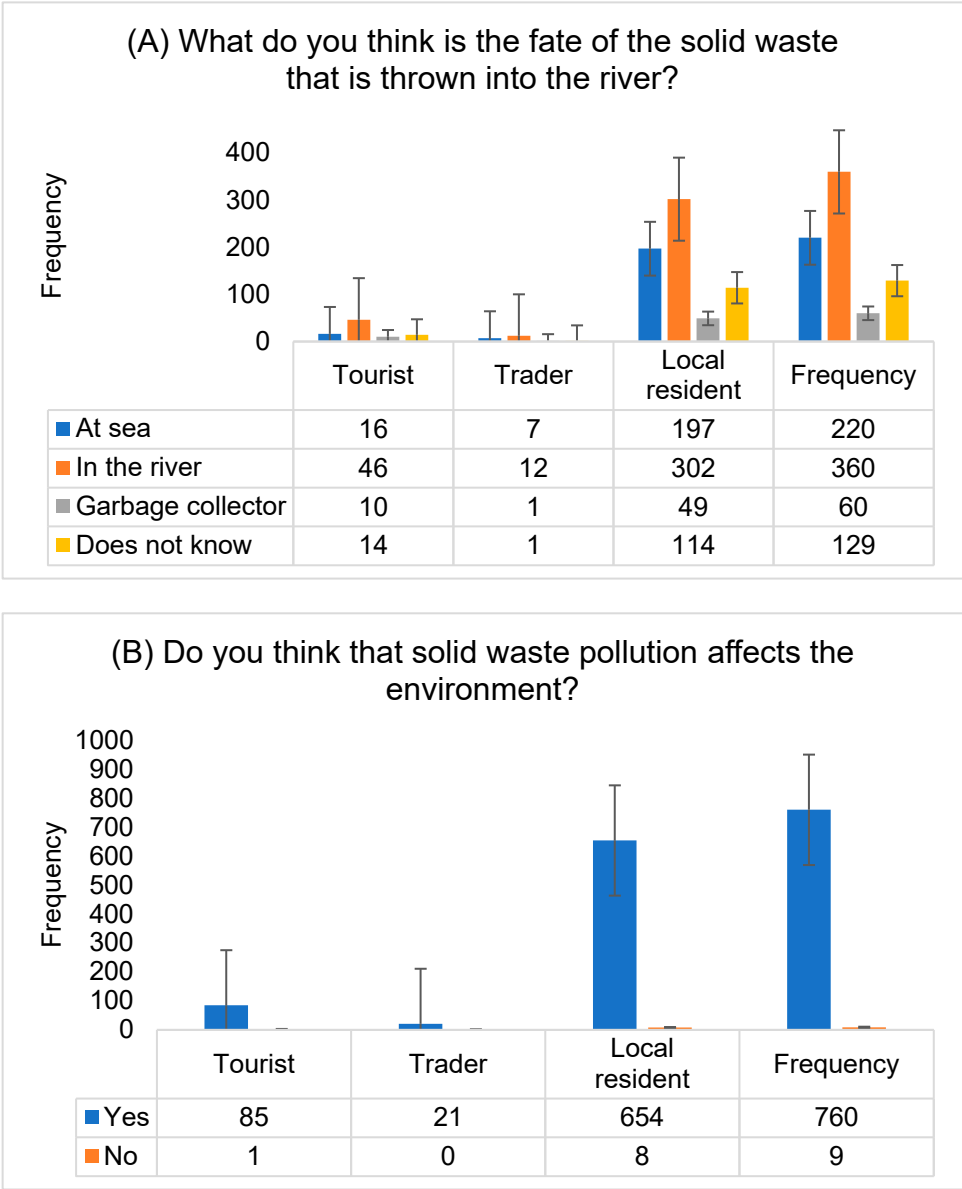 (A) What do you think is the fate of the solid waste
that is thrown into the river?
Frequency
400
300
200
100
0
Tourist Trader Local resident Frequency
At sea 16 7 197 220
In the river 46 12 302 360
Garbage collector 10 1 49 60
Does not know 14 1 114 129
(B) Do you think that solid waste pollution affects the
environment?
Frequency
1000
900
800
700
600
500
400
300
200
100
0
Tourist Trader Local resident Frequency
Yes 85 21 654 760
No 1 0 8 9